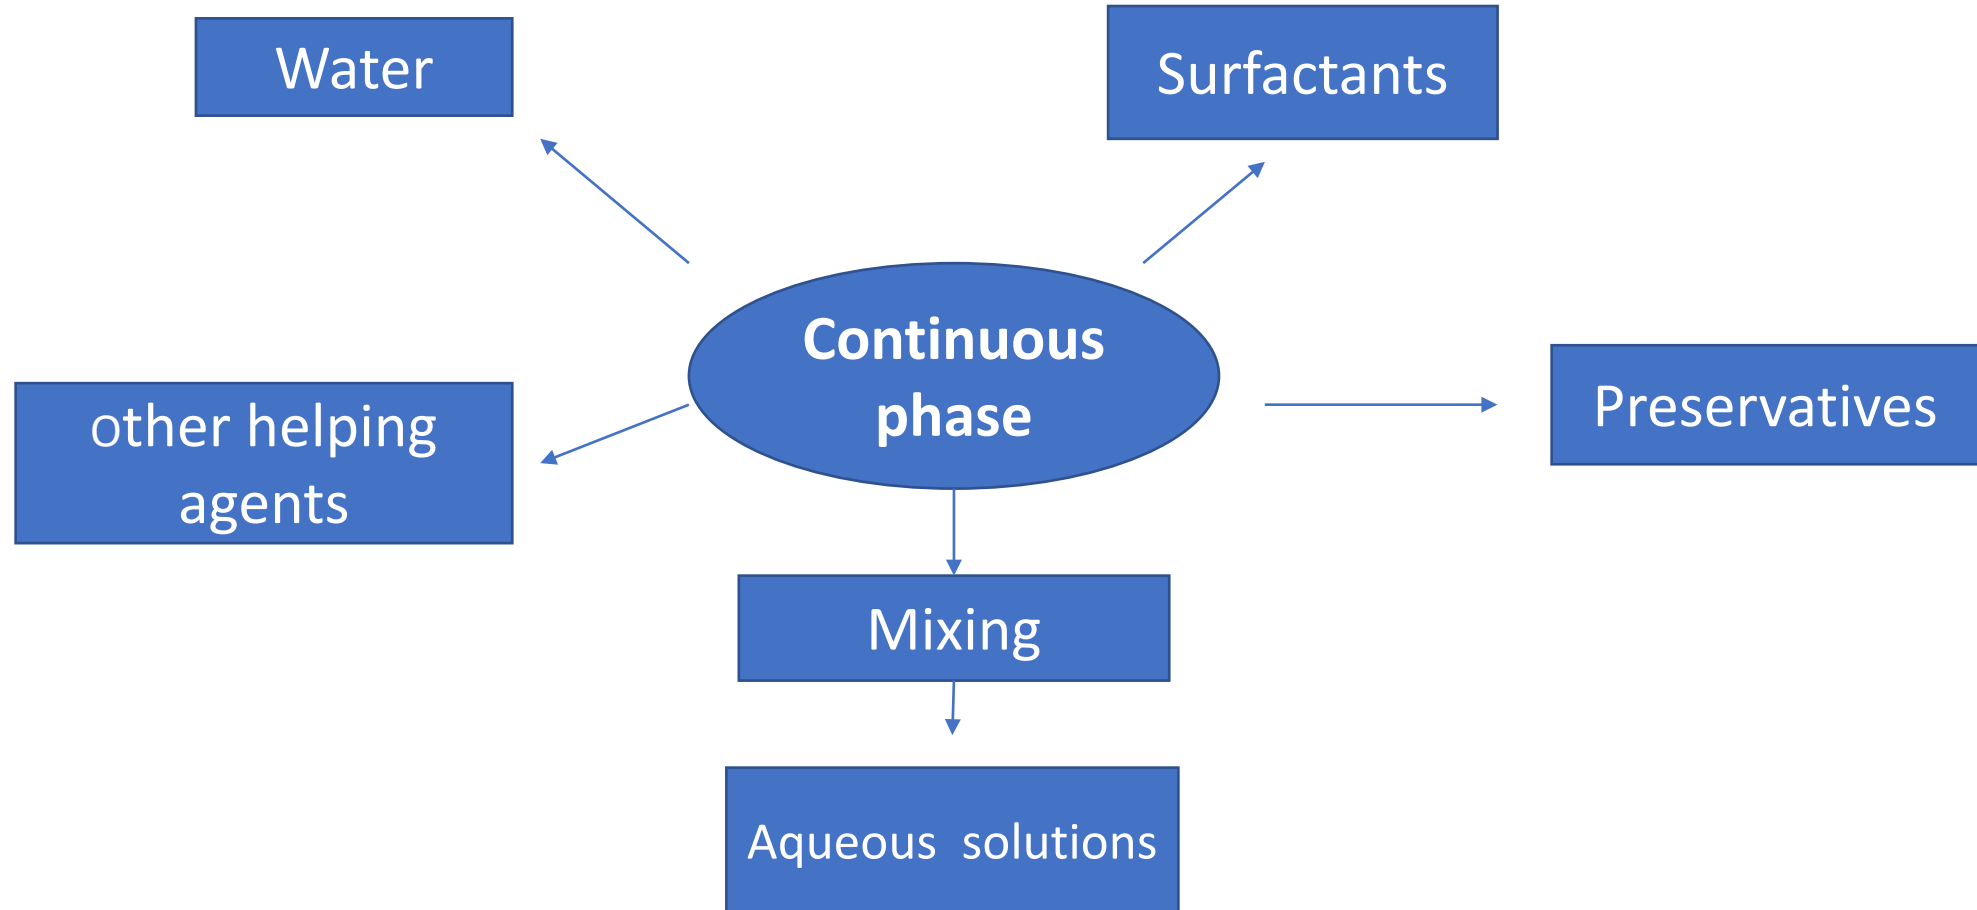 Water
Surfactants
Continuous
phase
Preservatives
other helping
agents
Mixing
Aqueous  solutions